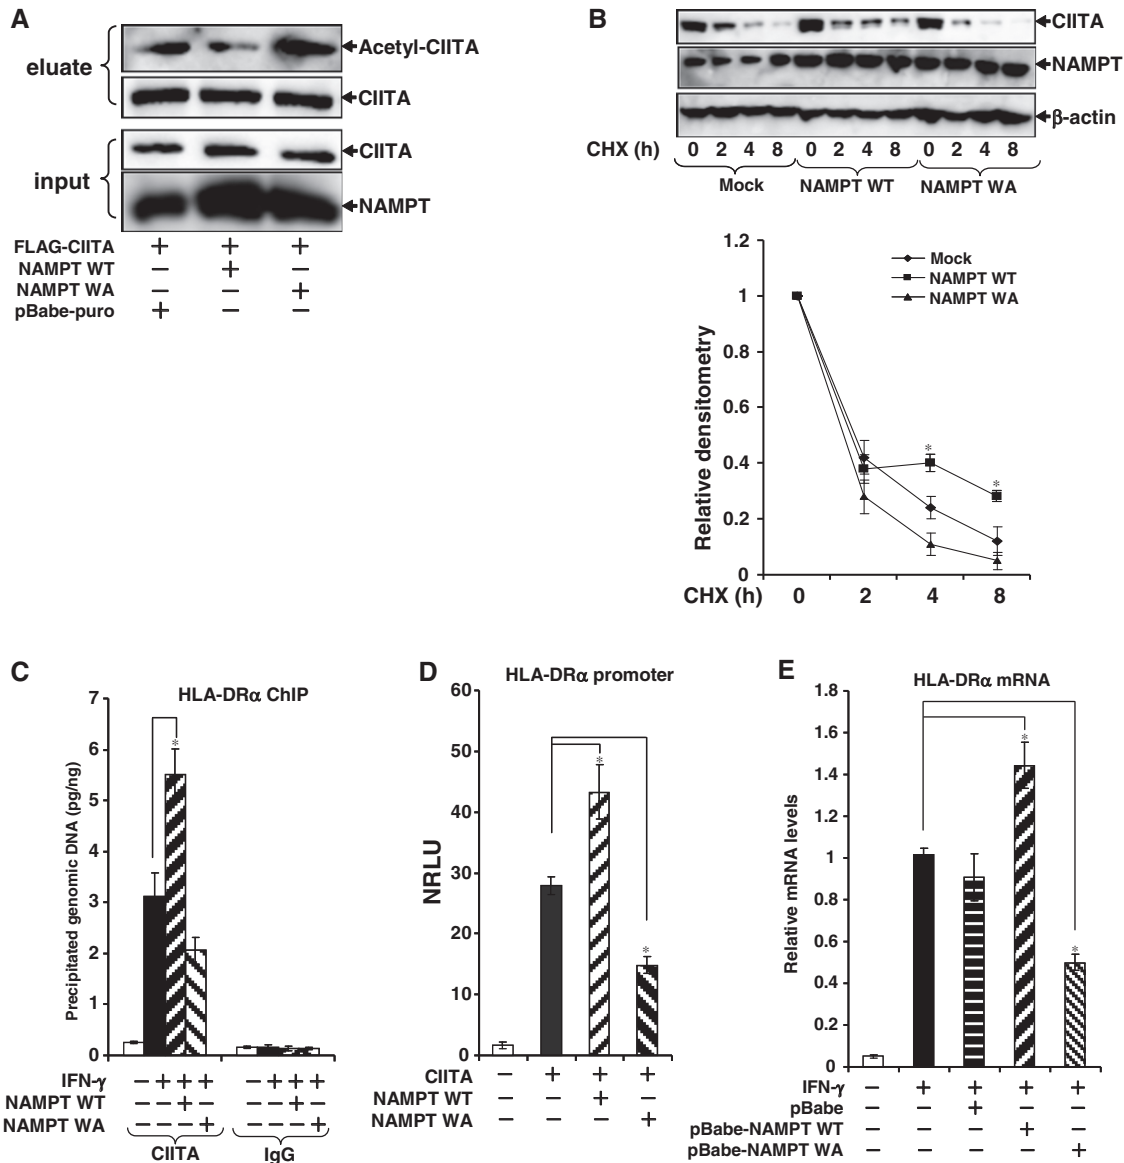 A
eluate
Acetyl-CIITA
CIITA
input
CIITA
NAMPT
FLAG-CIITA + + +
NAMPT WT – + –
NAMPT WA – – +
pBabe-puro + – –
B
CIITA
NAMPT
β-actin
CHX (h) 0 2 4 8 0 2 4 8 0 2 4 8
Mock NAMPT WT NAMPT WA
Relative densitometry
1.2
1
0.8
0.6
0.4
0.2
0
Mock
NAMPT WT
NAMPT WA
*
*
CHX (h) 0 2 4 8
C
HLA-DRα ChIP
Precipitated genomic DNA (pg/ng)
7
6
5
4
3
2
1
0
*
IFN-γ – + + + – + + +
NAMPT WT – – + – – – + –
NAMPT WA – – – + – – – +
CIITA IgG
D
HLA-DRα promoter
NRLU
60
50
40
30
20
10
0
*
*
CIITA – + + +
NAMPT WT – – + –
NAMPT WA – – – +
E
HLA-DRα mRNA
Relative mRNA levels
1.8
1.6
1.4
1.2
1
0.8
0.6
0.4
0.2
0
*
*
IFN-γ – + + + +
pBabe – – + – –
pBabe-NAMPT WT – – – + –
pBabe-NAMPT WA – – – – +